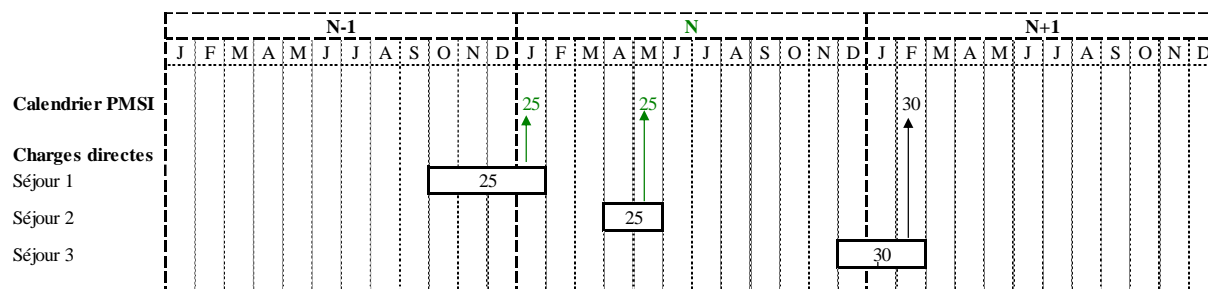 N-1 N N+1
J F M A M J J A S O N D J F M A M J J A S O N D J F M A M J J A S O N D
Calendrier PMSI 25 25 30
Charges directes
Séjour 1 25
Séjour 2 25
Séjour 3 30